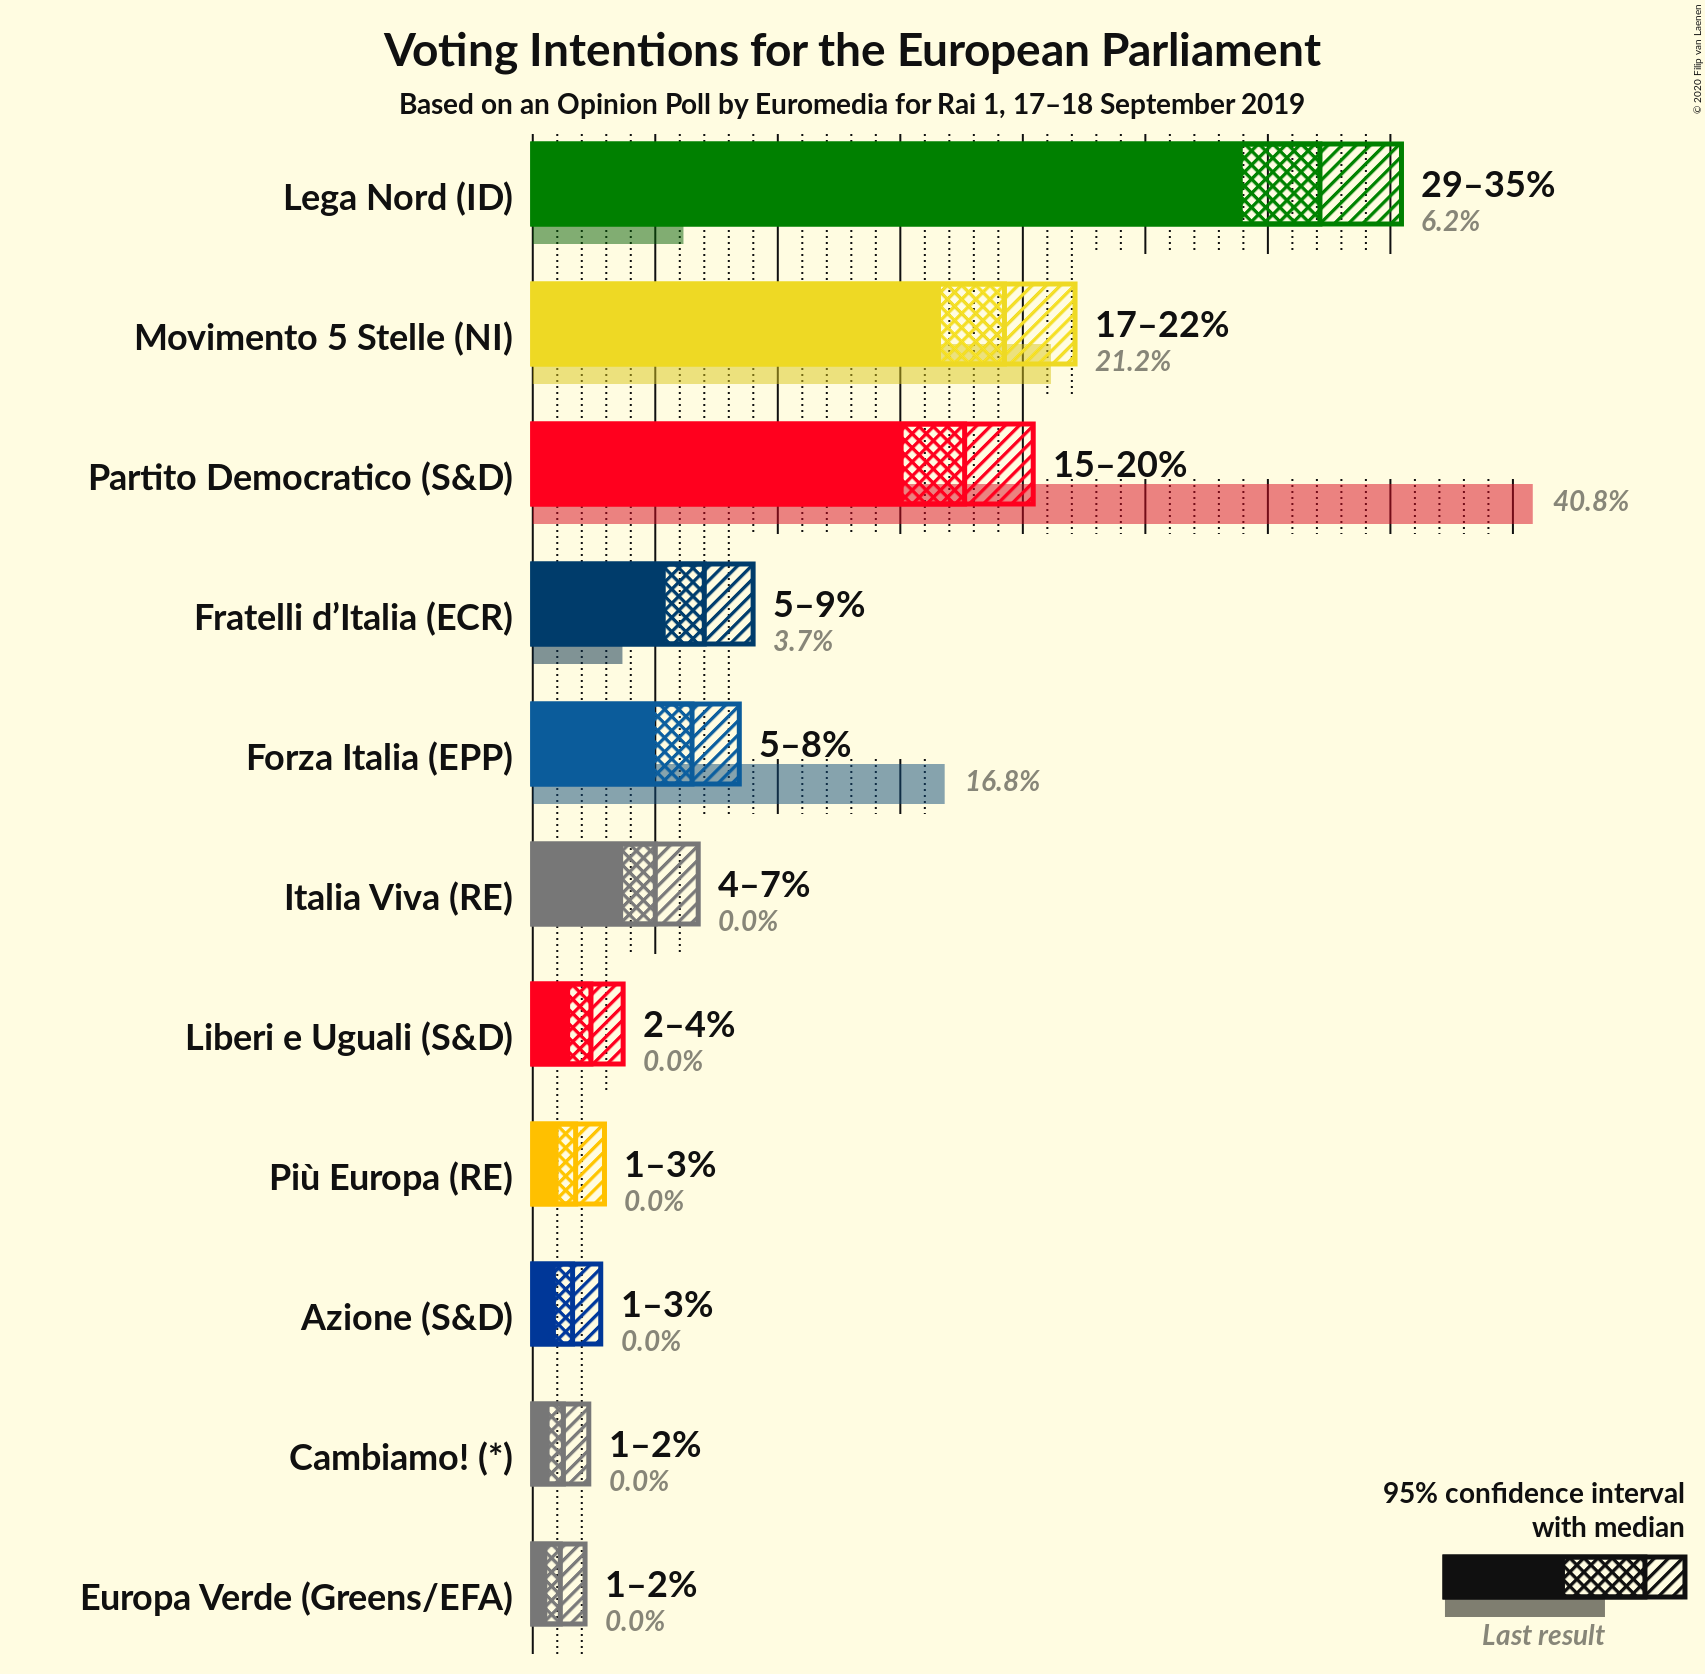 © 2020 Filip van Laenen
Voting Intentions for the European Parliament
Based on an Opinion Poll by Euromedia for Rai 1, 17–18 September 2019
Lega Nord (ID)
29–35%
6.2%
Movimento 5 Stelle (NI)
17–22%
21.2%
Partito Democratico (S&D)
15–20%
40.8%
Fratelli d’Italia (ECR)
5–9%
3.7%
Forza Italia (EPP)
5–8%
16.8%
Italia Viva (RE)
4–7%
0.0%
Liberi e Uguali (S&D)
2–4%
0.0%
Più Europa (RE)
1–3%
0.0%
Azione (S&D)
1–3%
0.0%
Cambiamo! (*)
1–2%
0.0%
Europa Verde (Greens/EFA)
1–2%
0.0%
95% confidence interval
with median
Last result